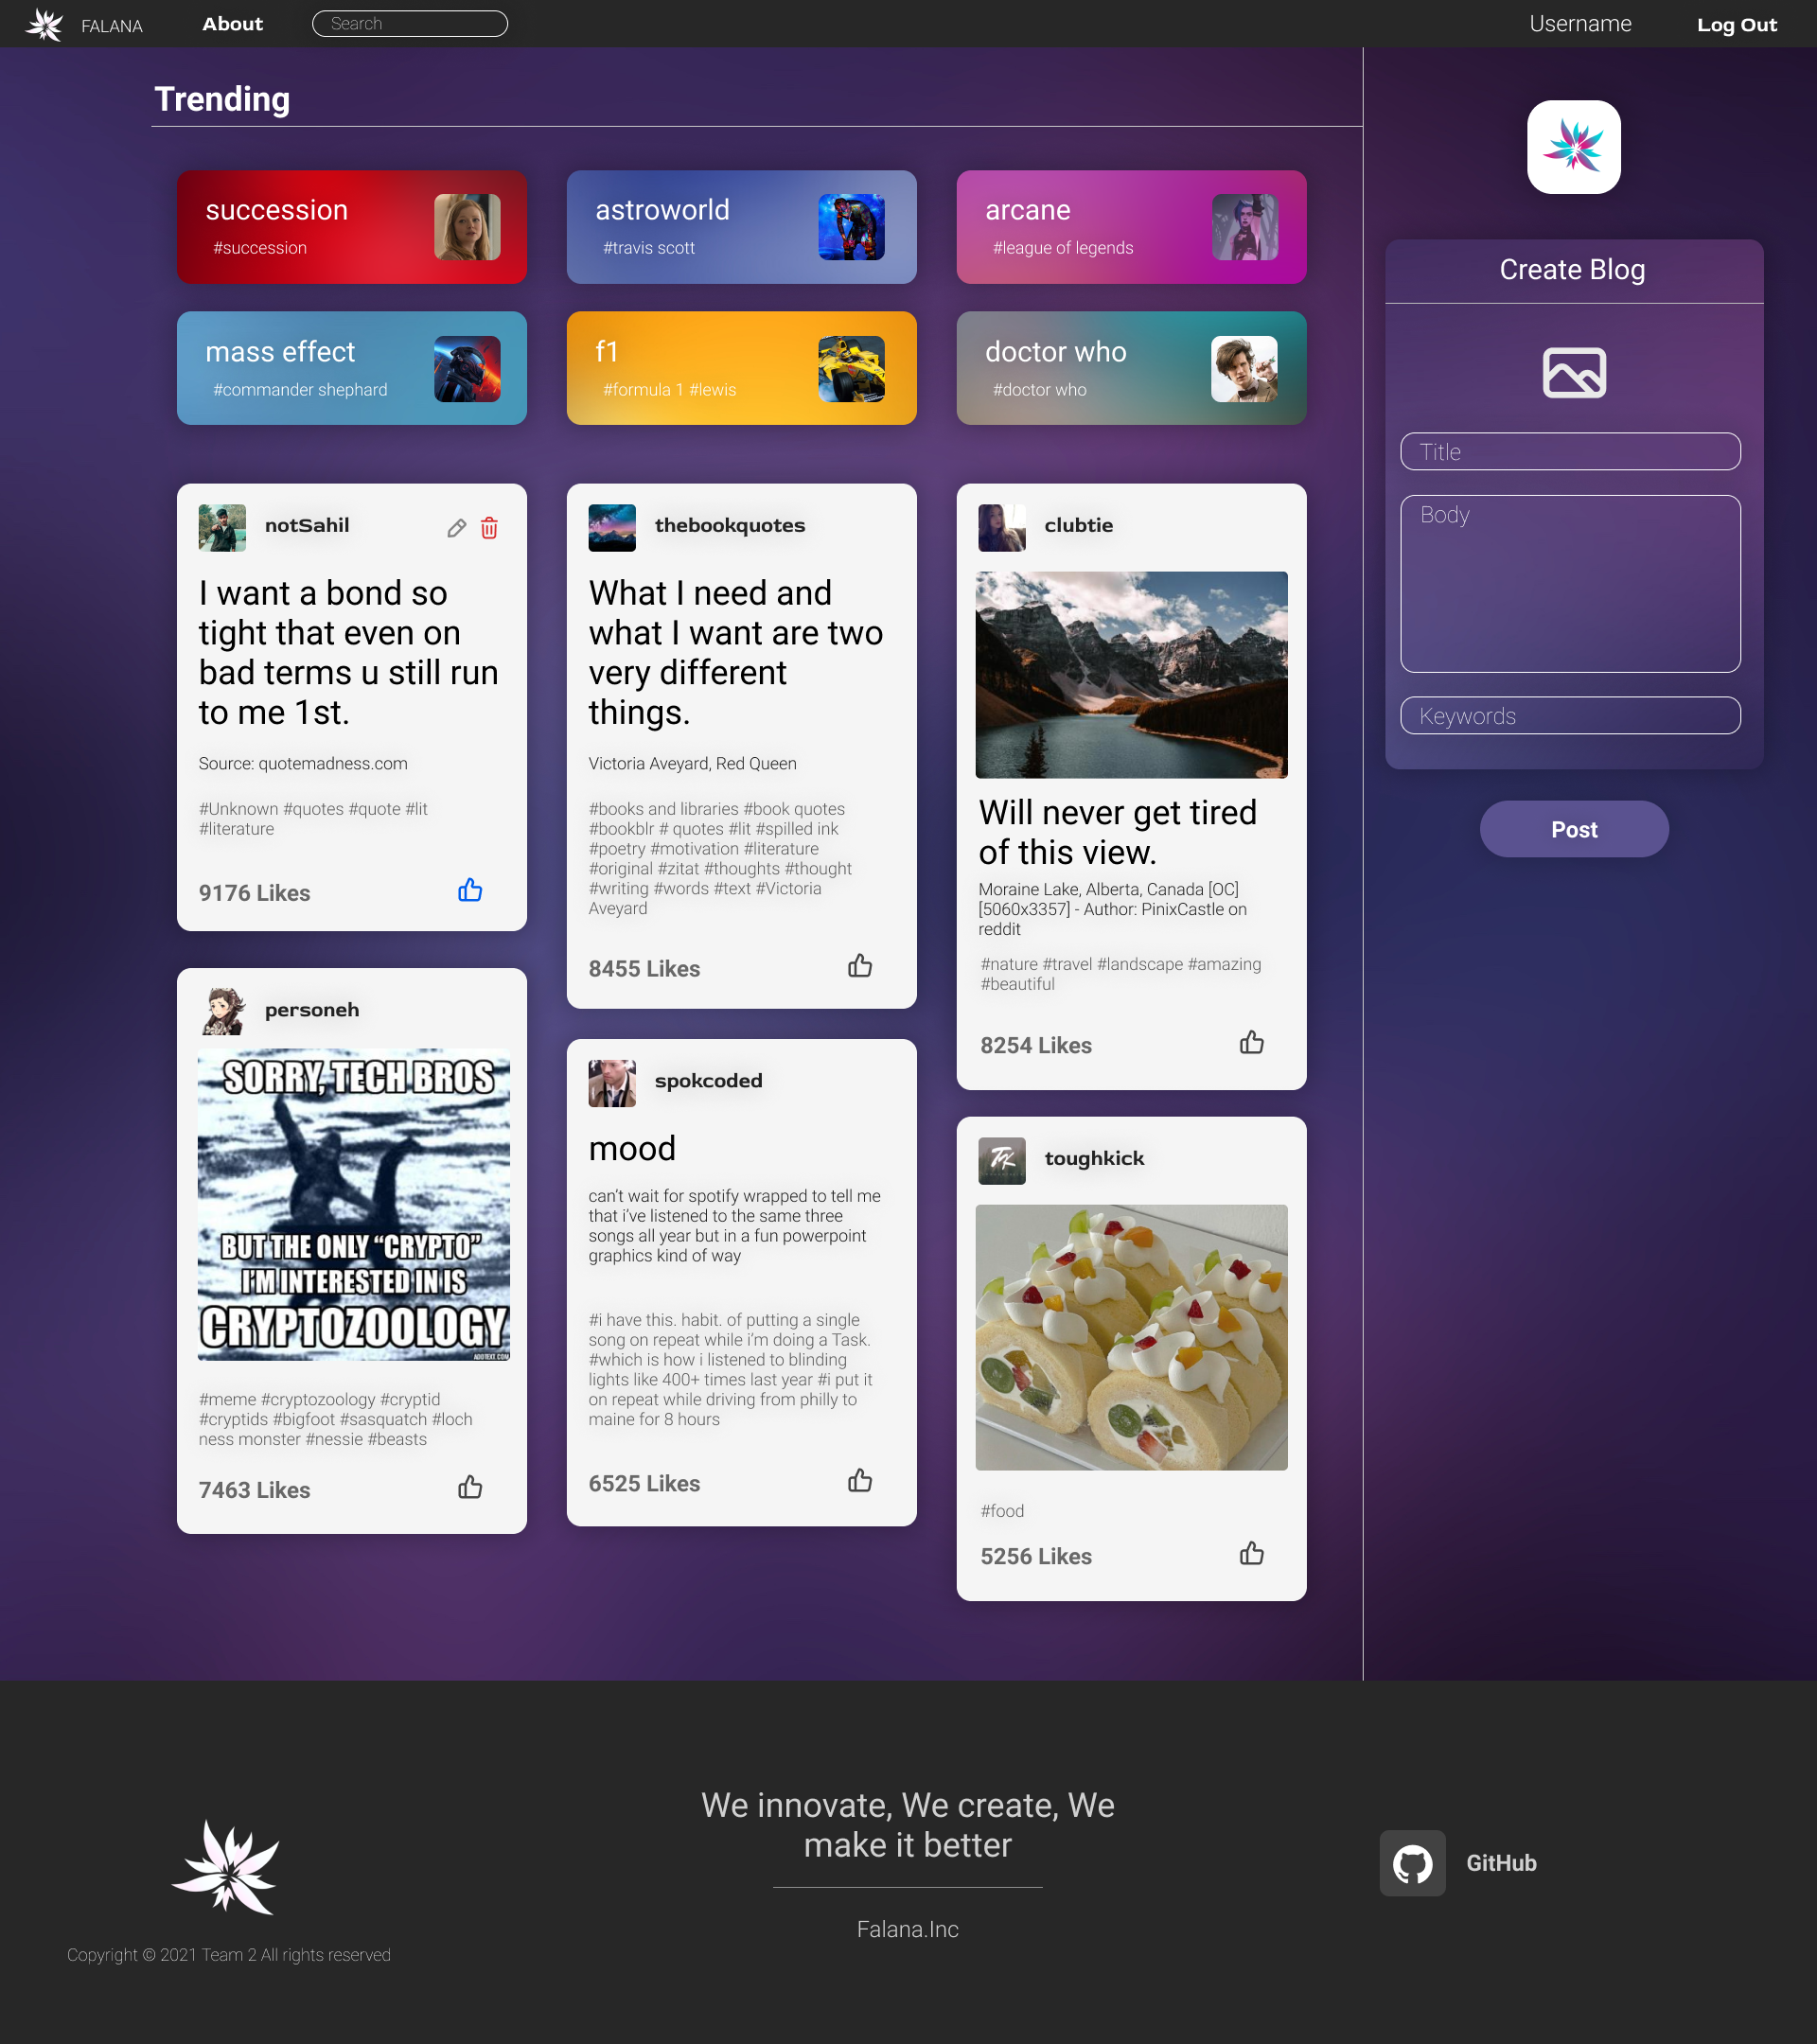 FALANA
About
Search
Username
Log Out
Trending
succession
#succession
astroworld
#travis scott
arcane
#league of legends
mass effect
#commander shephard
f1
#formula 1 #lewis
doctor who
#doctor who
notSahil
I want a bond so
tight that even on
bad terms u still run
to me 1st.
Source: quotemadness.com
#Unknown #quotes #quote #lit
#literature
9176 Likes
personeh
SORRY, TECH BROS
BUT THE ONLY “CRYPTO”
I'M INTERESTED IN IS
CRYPTOZOOLOGY
ADDTEXT.COM
#meme #cryptozoology #cryptid
#cryptids #bigfoot #sasquatch #loch
ness monster #nessie #beasts
7463 Likes
thebookquotes
What I need and
what I want are two
very different
things.
Victoria Aveyard, Red Queen
#books and libraries #book quotes
#bookblr # quotes #lit #spilled ink
#poetry #motivation #literature
#original #zitat #thoughts #thought
#writing #words #text #Victoria
Aveyard
8455 Likes
spokcoded
mood
can’t wait for spotify wrapped to tell me
that i’ve listened to the same three
songs all year but in a fun powerpoint
graphics kind of way
#i have this. habit. of putting a single
song on repeat while i’m doing a Task.
#which is how i listened to blinding
lights like 400+ times last year #i put it
on repeat while driving from philly to
maine for 8 hours
6525 Likes
clubtie
Will never get tired
of this view.
Moraine Lake, Alberta, Canada [OC]
[5060x3357] - Author: PinixCastle on
reddit
#nature #travel #landscape #amazing
#beautiful
8254 Likes
toughkick
#food
5256 Likes
Create Blog
Title
Body
Keywords
Post
Copyright © 2021 Team 2 All rights reserved
We innovate, We create, We
make it better
Falana.Inc
GitHub